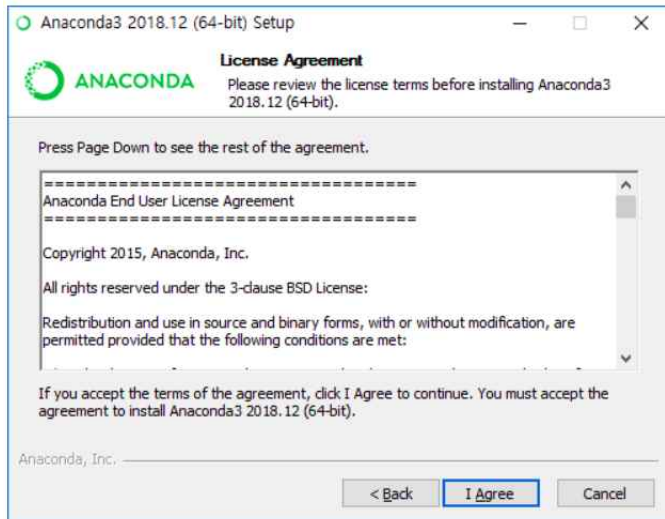 Anaconda3 2018.12 (64-bit) Setup
License Agreement
ANACONDA
Please review the license terms before installing Anaconda3
2018.12 (64-bit).
Press Page Down to see the rest of the agreement.
===================================
Anaconda End User License Agreement
===================================
Copyright 2015, Anaconda, Inc.
All rights reserved under the 3-clause BSD License:
Redistribution and use in source and binary forms, with or without modification, are
permitted provided that the following conditions are met:
If you accept the terms of the agreement, click I Agree to continue. You must accept the
agreement to install Anaconda3 2018.12 (64-bit).
Anaconda, Inc.
< Back
I Agree
Cancel